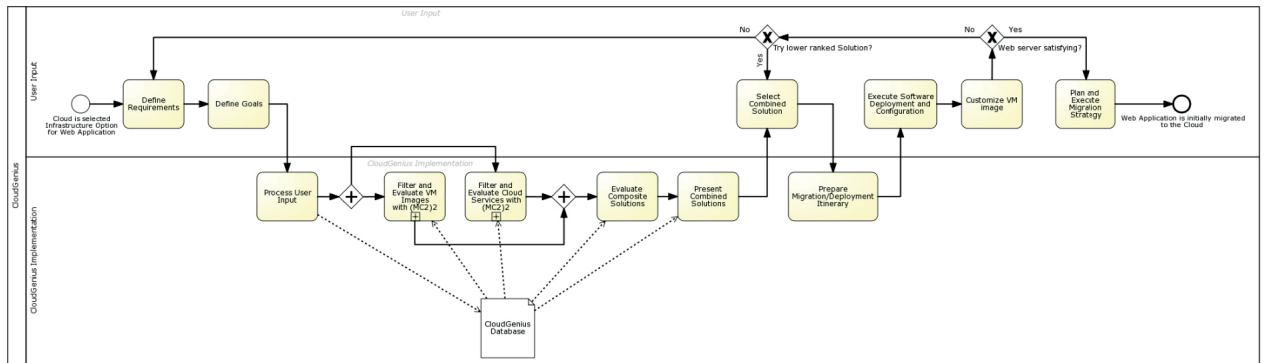 User Input
No
No
Yes
Try lower ranked Solution?
Web server satisfying?
Yes
User Input
Define
Requirements
Define Goals
Select
Combined
Solution
Execute Software
Deployment and
Configuration
Customize VM
image
Plan and
Execute
Migration
Strategy
Cloud is selected
Infrastructure Option
for Web Application
Web Application is initially migrated
to the Cloud
CloudGenius
CloudGenius Implementation
CloudGenius Implementation
Process User
Input
Filter and
Evaluate VM
Images
with (MC2)2
Filter and
Evaluate Cloud
Services with
(MC2)2
Evaluate
Composite
Solutions
Present
Combined
Solutions
Prepare
Migration/Deployment
Itinerary
CloudGenius
Database